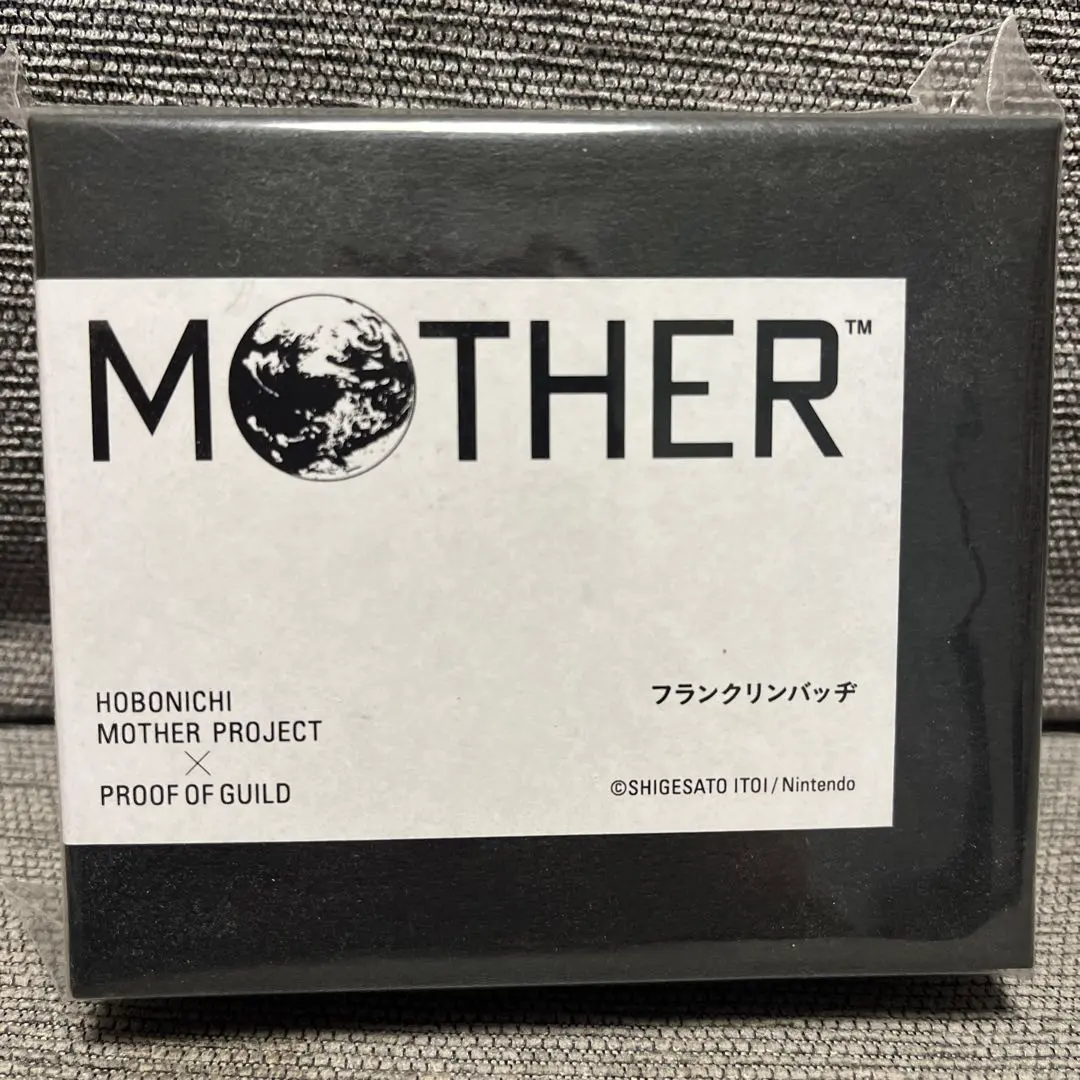 MOTHER™
HOBONICHI
MOTHER PROJECT
×
PROOF OF GUILD
フランクリンバッヂ
©SHIGESATO ITOI/Nintendo